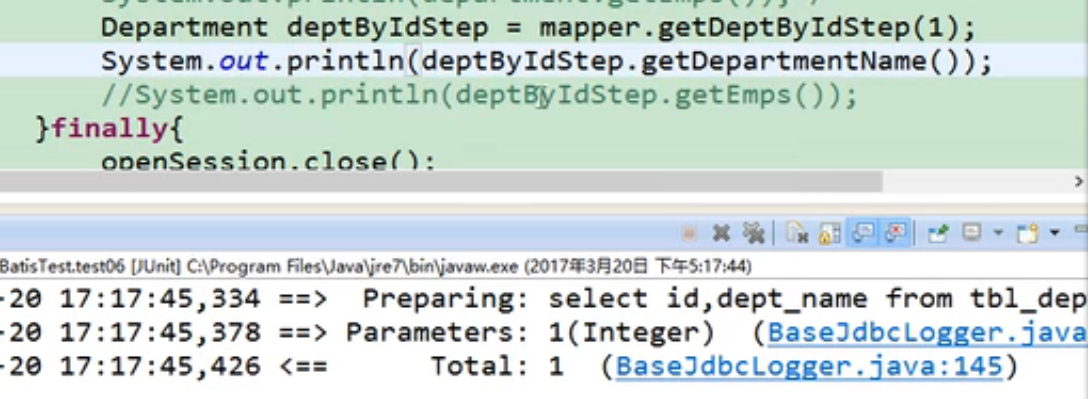 Department deptByIdStep = mapper.getDeptByIdStep(1);
System.out.println(deptByIdStep.getDepartmentName());
//System.out.println(deptByIdStep.getEmps());
}finally{
openSession.close();
BatisTest.test06 [JUnit] C:\Program Files\Java\jre7\bin\javaw.exe (2017年3月20日 下午5:17:44)
-20 17:17:45,334 ==>  Preparing: select id,dept_name from tbl_dep
-20 17:17:45,378 ==> Parameters: 1(Integer)  (BaseJdbcLogger.java
-20 17:17:45,426 <==      Total: 1  (BaseJdbcLogger.java:145)